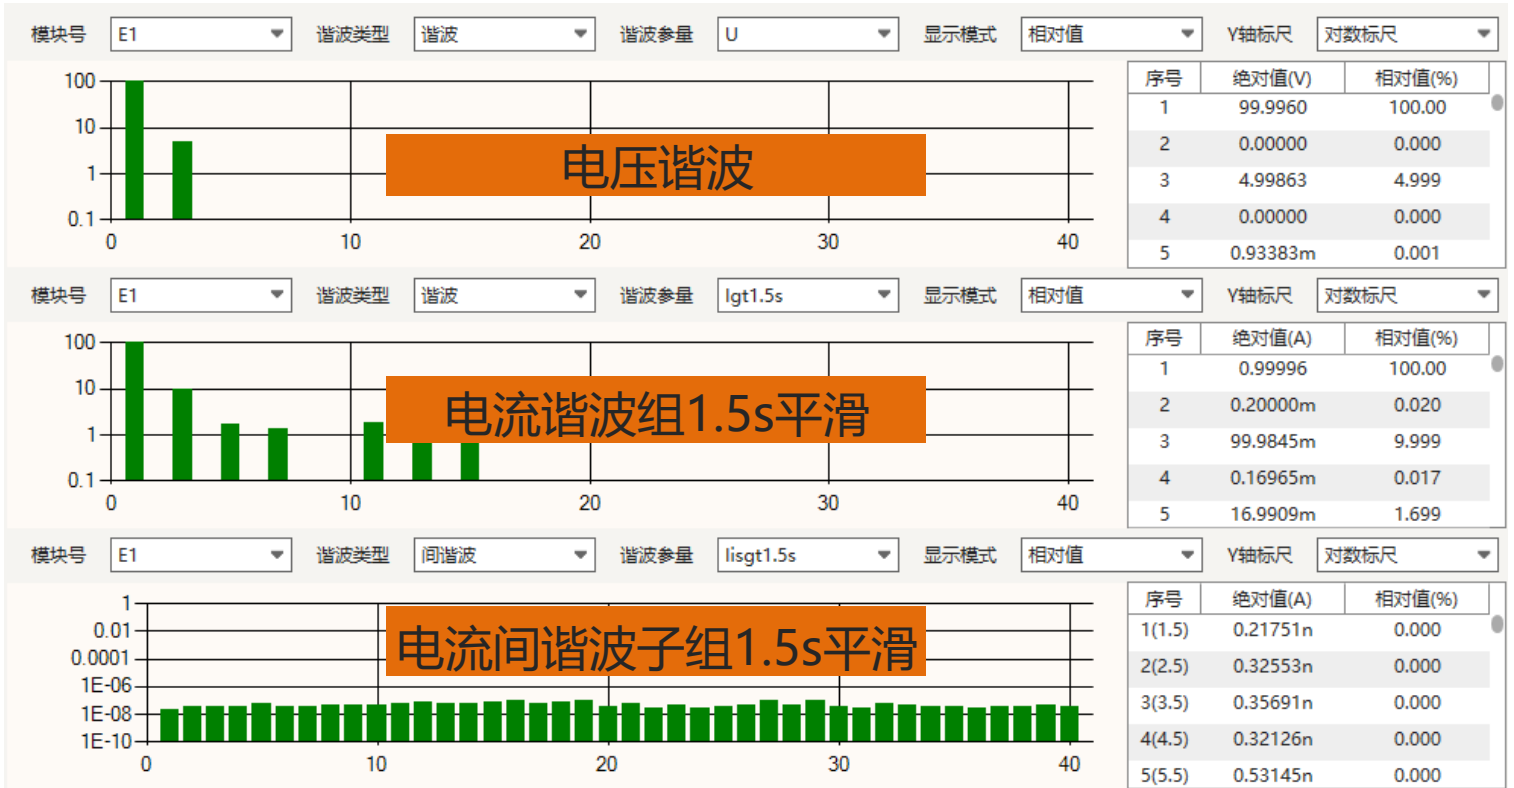 模块号 E1 谐波类型 谐波 谐波参量 U 显示模式 相对值 Y轴标尺 对数标尺
序号 绝对值(V) 相对值(%)
1 99.9960 100.00
2 0.00000 0.000
3 4.99863 4.999
4 0.00000 0.000
5 0.93383m 0.001
100
10
1
0.1
0 10 20 30 40
电压谐波
模块号 E1 谐波类型 谐波 谐波参量 Igt1.5s 显示模式 相对值 Y轴标尺 对数标尺
序号 绝对值(A) 相对值(%)
1 0.99996 100.00
2 0.20000m 0.020
3 99.9845m 9.999
4 0.16965m 0.017
5 16.9909m 1.699
100
10
1
0.1
0 10 20 30 40
电流谐波组1.5s平滑
模块号 E1 谐波类型 间谐波 谐波参量 Iisgt1.5s 显示模式 相对值 Y轴标尺 对数标尺
序号 绝对值(A) 相对值(%)
1(1.5) 0.21751n 0.000
2(2.5) 0.32553n 0.000
3(3.5) 0.35691n 0.000
4(4.5) 0.32126n 0.000
5(5.5) 0.53145n 0.000
1
0.01
0.0001
1E-06
1E-08
1E-10
0 10 20 30 40
电流间谐波子组1.5s平滑